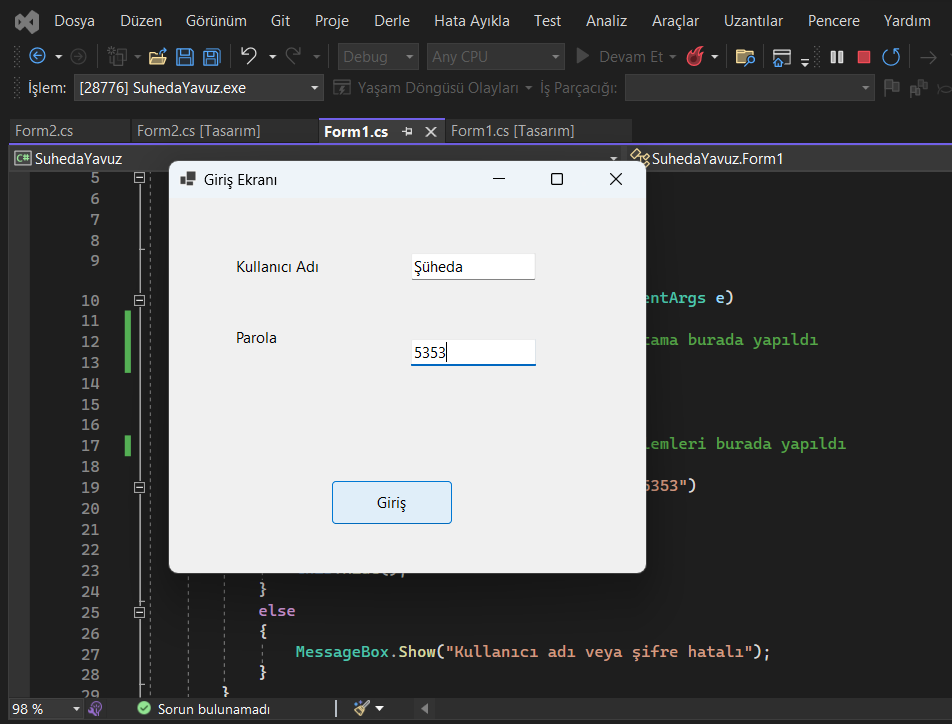 Dosya Düzen Görünüm Git Proje Derle Hata Ayıkla Test Analiz Araçlar Uzantılar Pencere Yardım
Debug Any CPU Devam Et
İşlem: [28776] SuhedaYavuz.exe Yaşam Döngüsü Olayları İş Parçacığı:
Form2.cs Form2.cs [Tasarım] Form1.cs Form1.cs [Tasarım]
C# SuhedaYavuz SuhedaYavuz.Form1
Giriş Ekranı
Kullanıcı Adı Şüheda
Parola
5353
Giriş
5
6
7
8
9
10 entArgs e)
11
12 tama burada yapıldı
13
14
15
16
17 lemleri burada yapıldı
18
19 5353")
20
21
22
23
24 }
25 else
26 {
27 MessageBox.Show("Kullanıcı adı veya şifre hatalı");
28 }
29 }
98 % Sorun bulunamadı